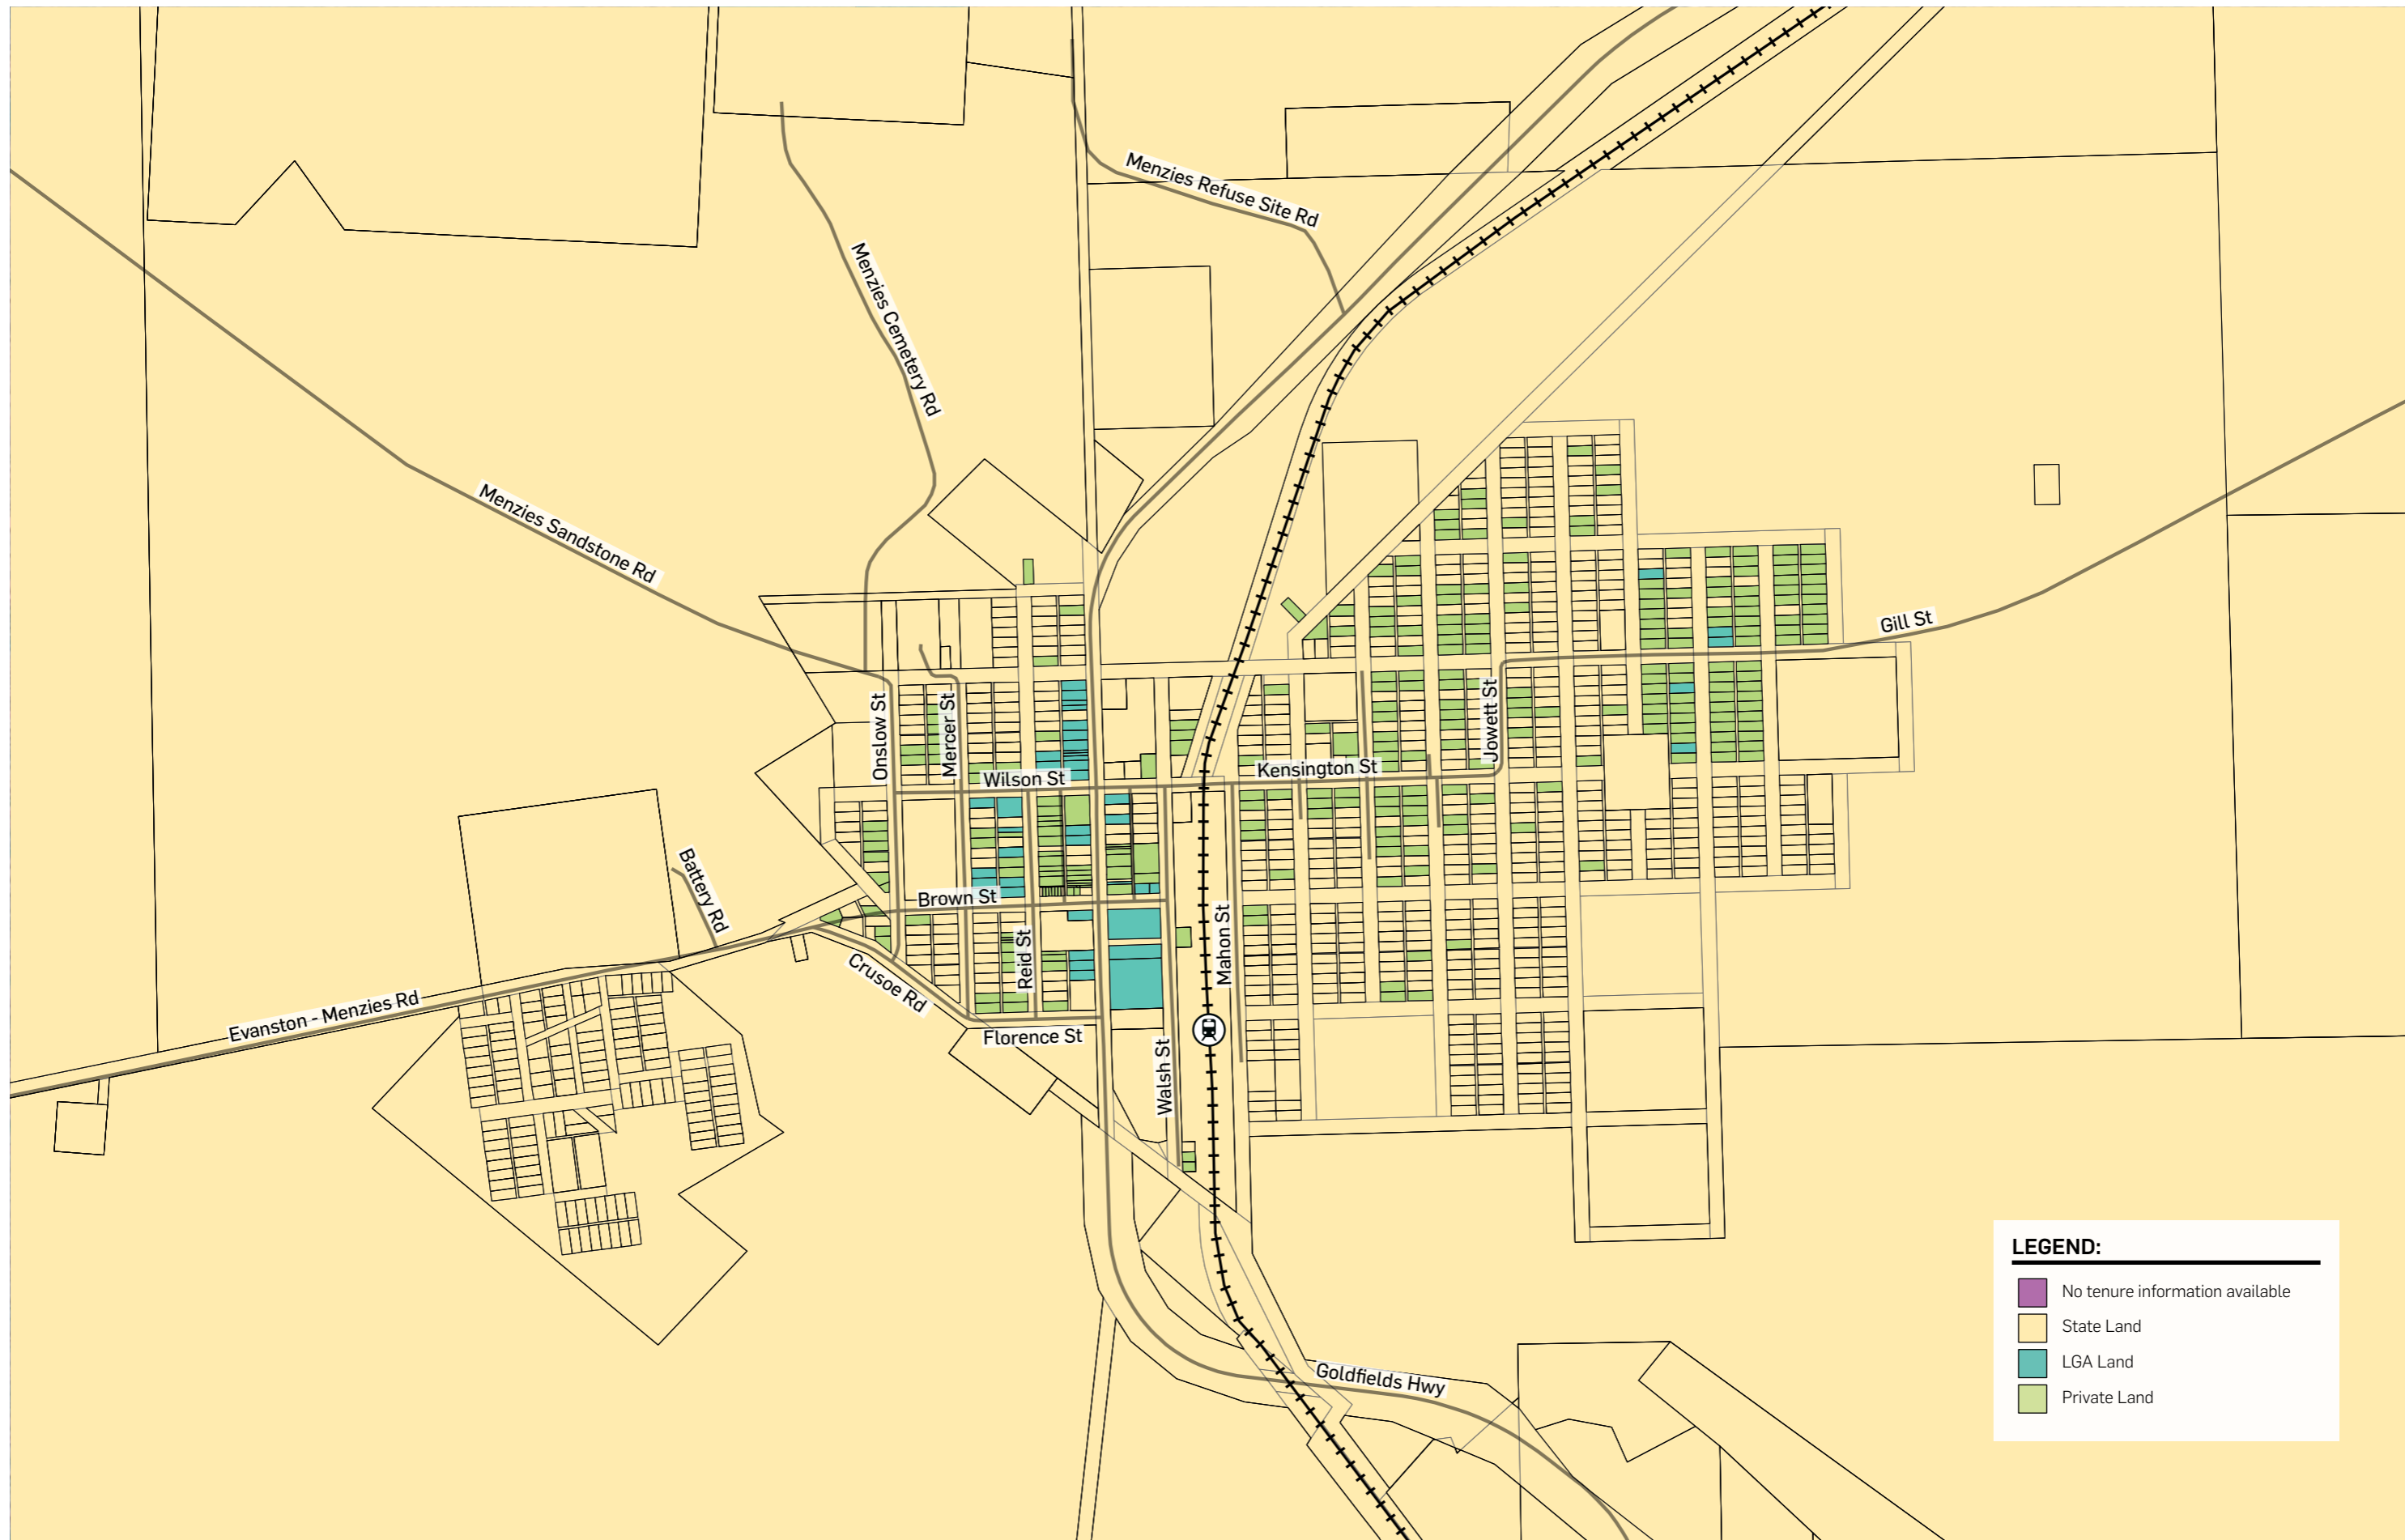 Menzies Refuse Site Rd
Menzies Cemetery Rd
Menzies Sandstone Rd
Gill St
Onslow St
Mercer St
Jowett St
Wilson St
Kensington St
Battery Rd
Brown St
Reid St
Mahon St
Crusoe Rd
Evanston - Menzies Rd
Florence St
Walsh St
Goldfields Hwy
LEGEND:
No tenure information available
State Land
LGA Land
Private Land